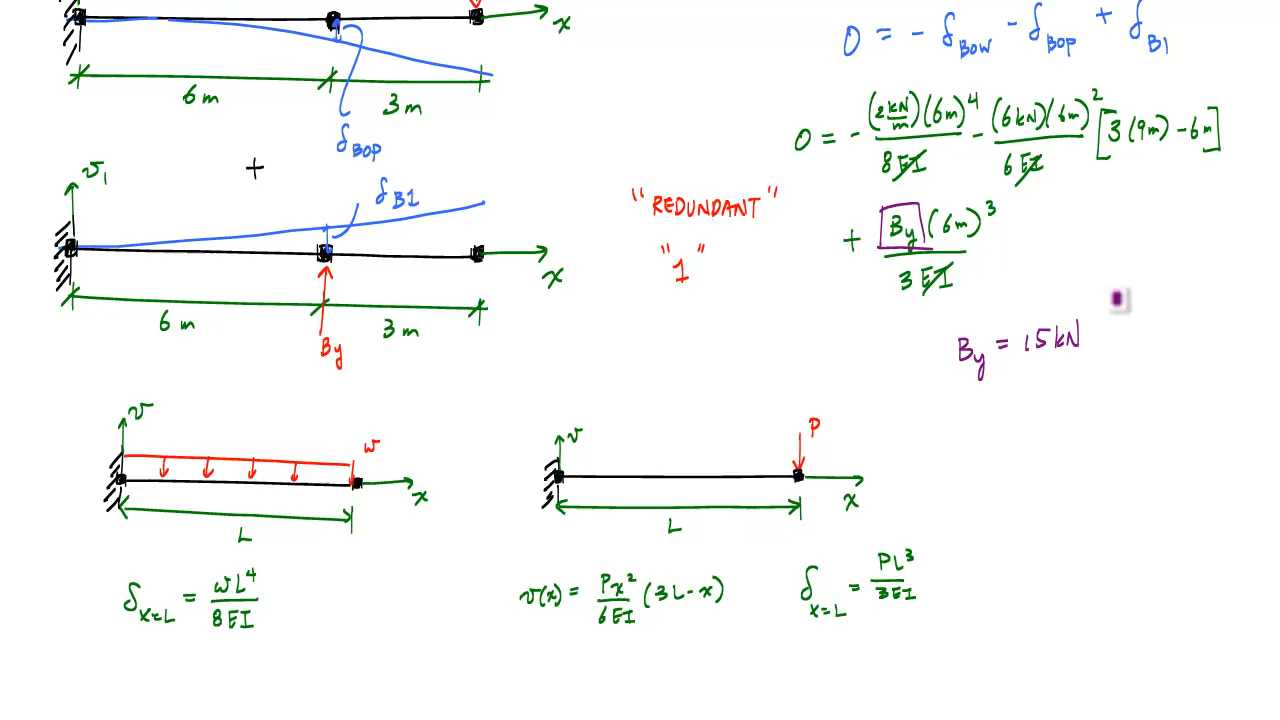 x
6 m
3 m
δBOP
0 = - δBOW - δBOP + δB1
0 = - (2 kN/m)(6m)^4 / 8EI - (6kN)(6m)^2 / 6EI [3(9m) - 6m]
+ By(6m)^3 / 3EI
+
v1
δB1
x
6 m
3 m
By
"REDUNDANT"
"1"
By = 15 kN
v
w
x
L
δx=L = wL^4 / 8EI
v
P
x
L
v(x) = Px^2 / 6EI (3L - x)
δx=L = PL^3 / 3EI